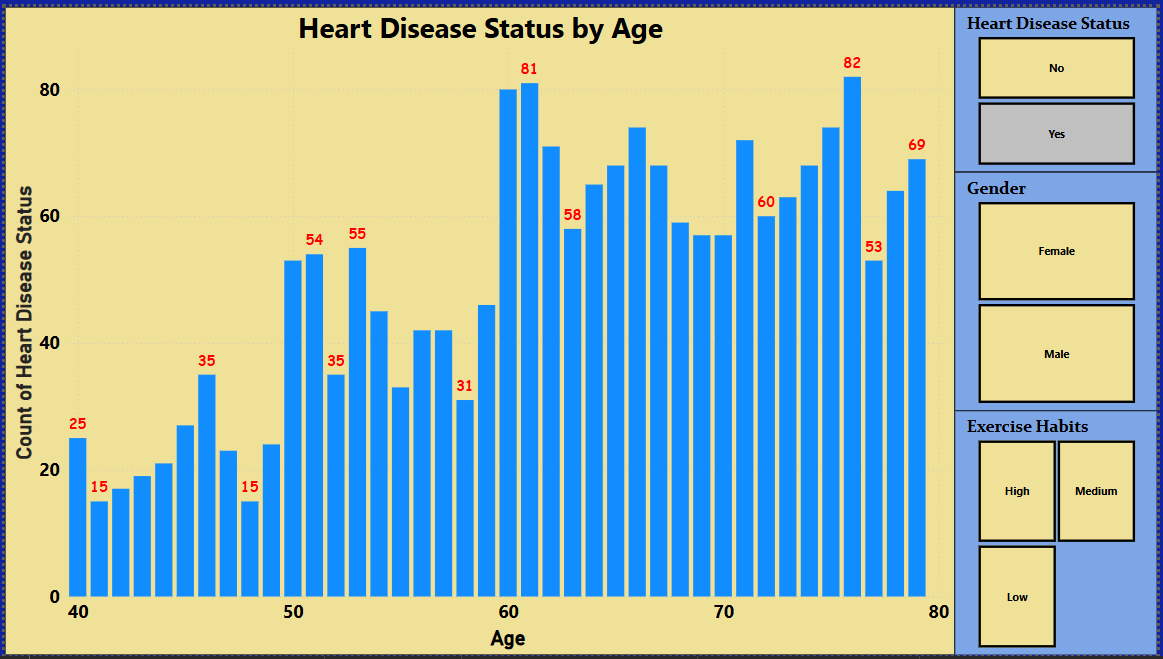 Heart Disease Status by Age
Count of Heart Disease Status
80
60
40
20
0
25
15
35
15
54
35
55
31
81
58
60
82
53
69
40 50 60 70 80
Age
Heart Disease Status
No
Yes
Gender
Female
Male
Exercise Habits
High Medium
Low